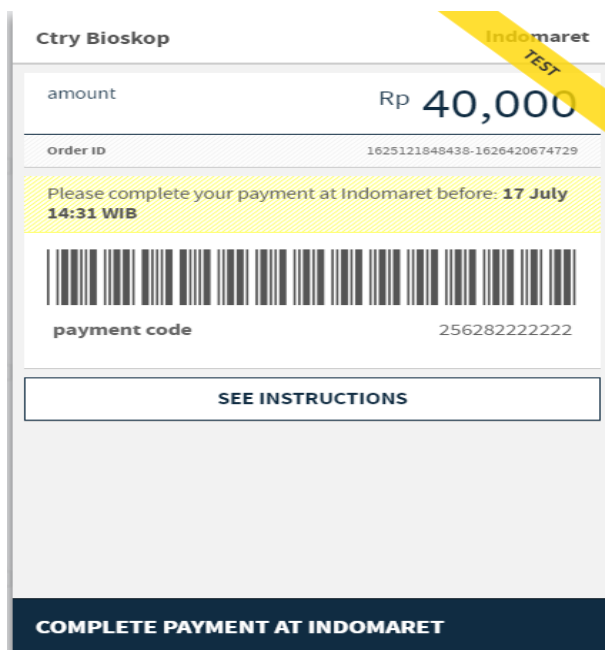 Ctry Bioskop
Indomaret
TEST
amount
Rp 40,000
Order ID
1625121848438-1626420674729
Please complete your payment at Indomaret before: 17 July
14:31 WIB
payment code
256282222222
SEE INSTRUCTIONS
COMPLETE PAYMENT AT INDOMARET